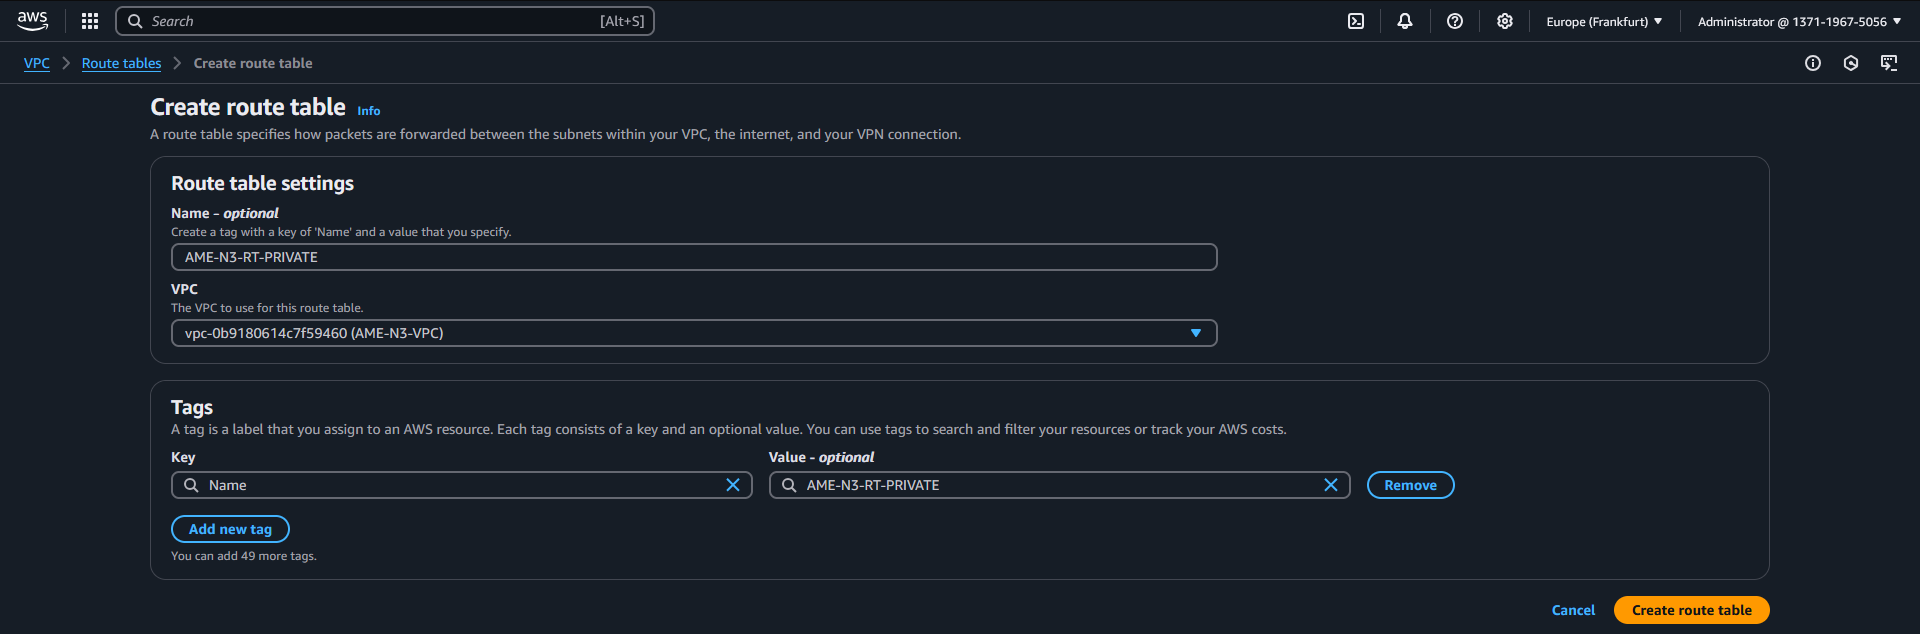 aws Search [Alt+S] Europe (Frankfurt) Administrator @ 1371-1967-5056
VPC Route tables Create route table
Create route table Info
A route table specifies how packets are forwarded between the subnets within your VPC, the internet, and your VPN connection.
Route table settings
Name - optional
Create a tag with a key of 'Name' and a value that you specify.
AME-N3-RT-PRIVATE
VPC
The VPC to use for this route table.
vpc-0b9180614c7f59460 (AME-N3-VPC)
Tags
A tag is a label that you assign to an AWS resource. Each tag consists of a key and an optional value. You can use tags to search and filter your resources or track your AWS costs.
Key Value - optional
Name AME-N3-RT-PRIVATE Remove
Add new tag
You can add 49 more tags.
Cancel Create route table